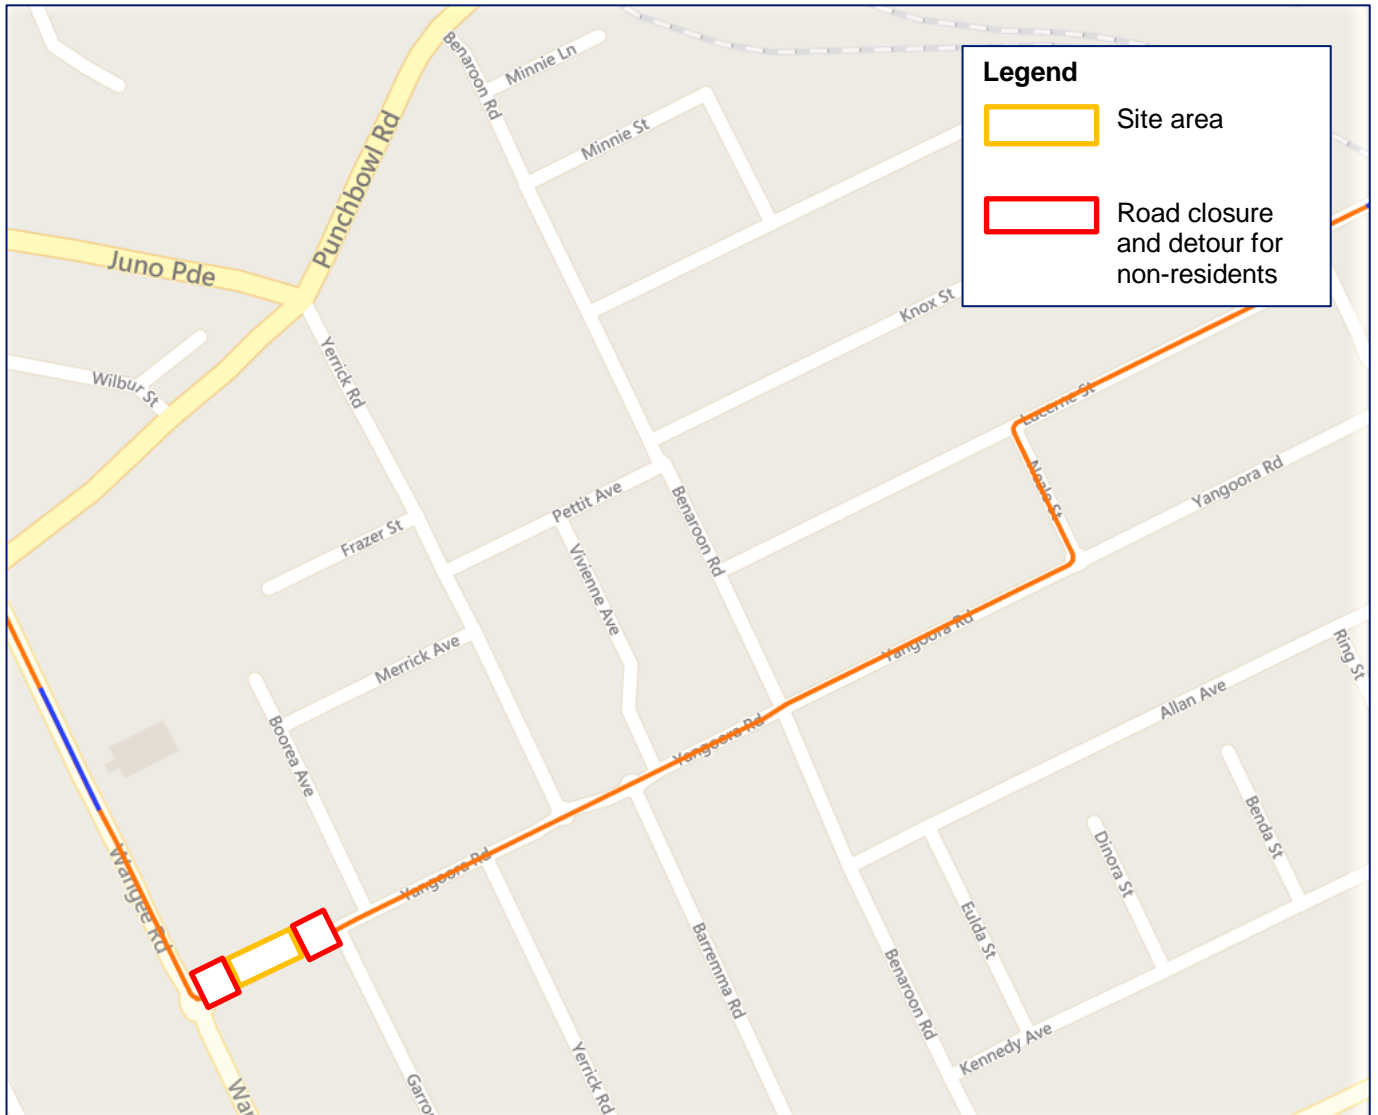 Benaroon Rd
Minnie Ln
Legend
Site area
Minnie St
Punchbowl Rd
Road closure
and detour for
non-residents
Juno Pde
Knox St
Yerrick Rd
Wilbur St
Lucerne St
Neale St
Yangoora Rd
Pettit Ave
Benaroon Rd
Frazer St
Vivienne Ave
Yangoora Rd
Merrick Ave
Ring St
Allan Ave
Boorea Ave
Yangoora Rd
Benda St
Dinora St
Wangee Rd
Yangoora Rd
Barremma Rd
Eulda St
Benaroon Rd
Kennedy Ave
Yerrick Rd
Garro
Wan